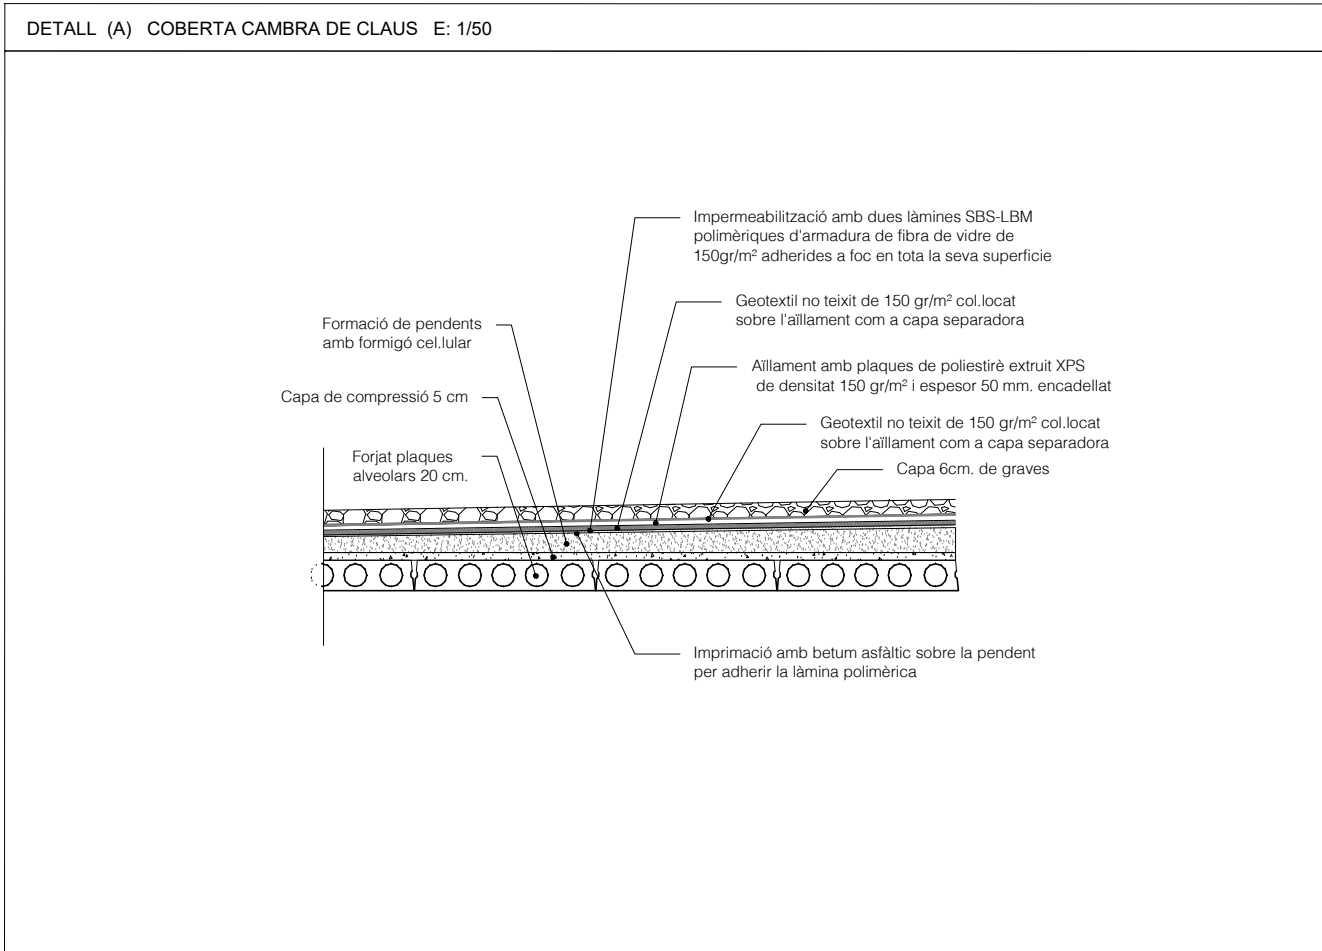 DETALL (A) COBERTA CAMBRA DE CLAUS E: 1/50
Impermeabilització amb dues làmines SBS-LBM
polimèriques d'armadura de fibra de vidre de
150gr/m² adherides a foc en tota la seva superficie
Geotextil no teixit de 150 gr/m² col.locat
sobre l'aïllament com a capa separadora
Formació de pendents
amb formigó cel.lular
Aïllament amb plaques de poliestirè extruit XPS
de densitat 150 gr/m² i espesor 50 mm. encadellat
Capa de compressió 5 cm
Geotextil no teixit de 150 gr/m² col.locat
sobre l'aïllament com a capa separadora
Forjat plaques
alveolars 20 cm.
Capa 6cm. de graves
Imprimació amb betum asfàltic sobre la pendent
per adherir la làmina polimèrica